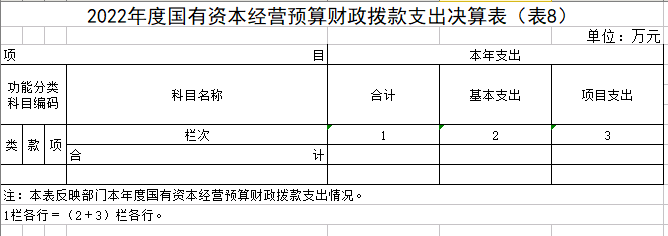 2022年度国有资本经营预算财政拨款支出决算表（表8）
单位：万元
项 目 本年支出
功能分类
科目编码 科目名称 合计 基本支出 项目支出
类 款 项 栏次 1 2 3
合 计
注：本表反映部门本年度国有资本经营预算财政拨款支出情况。
1栏各行＝（2＋3）栏各行。